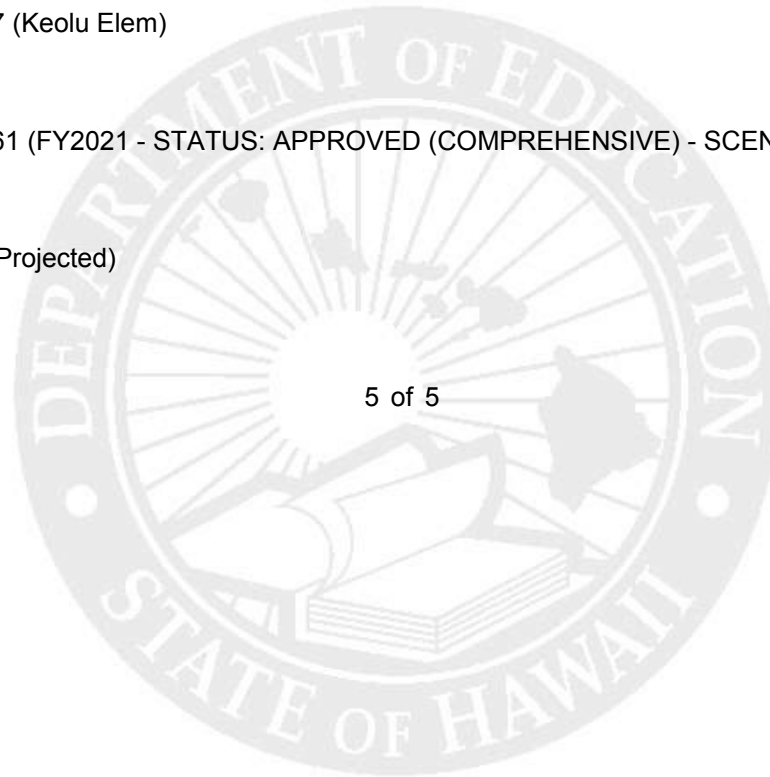 7 (Keolu Elem)
61 (FY2021 - STATUS: APPROVED (COMPREHENSIVE) - SCEN
Projected)
5 of 5
DEPARTMENT OF EDUCATION
STATE OF HAWAII